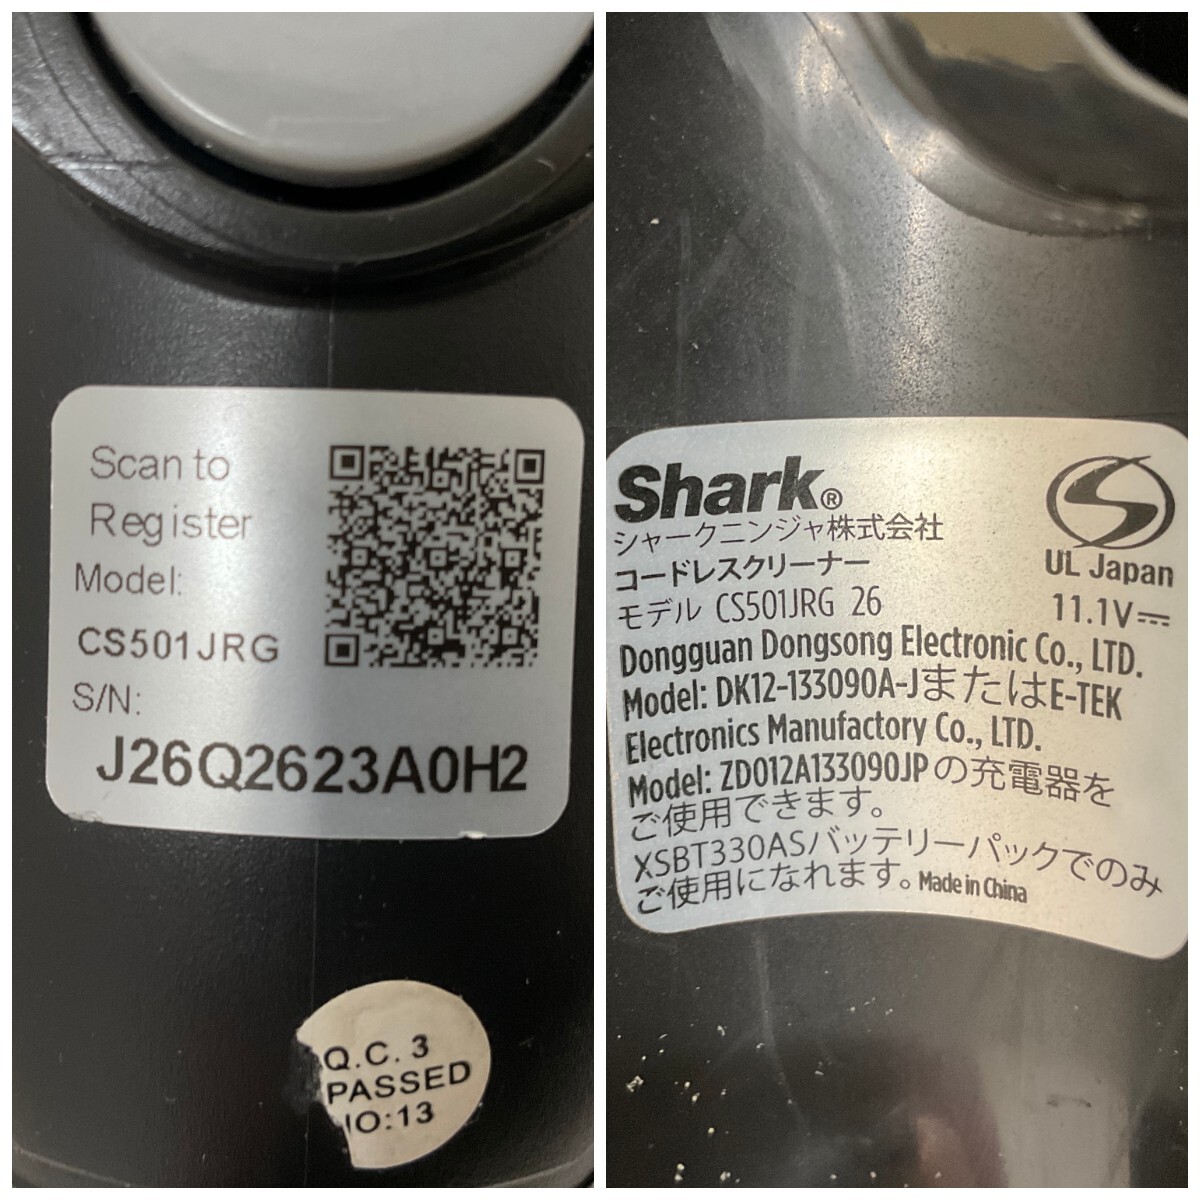 Scan to
Register
Model:
CS501JRG
S/N:
J26Q2623A0H2
Q.C. 3
PASSED
IO:13
Shark®
シャークニンジャ株式会社
コードレスクリーナー
モデル CS501JRG 26
UL Japan
11.1V⎓
Dongguan Dongsong Electronic Co., LTD.
Model: DK12-133090A-JまたはE-TEK
Electronics Manufactory Co., LTD.
Model: ZD012A133090JPの充電器を
ご使用できます。
XSBT330ASバッテリーパックでのみ
ご使用になれます。Made in China